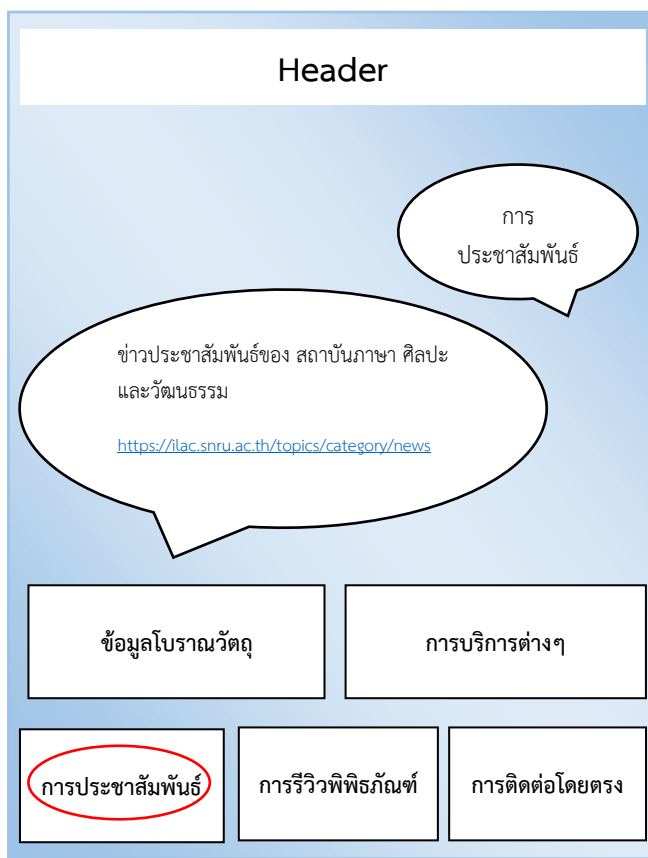 Header
การ
ประชาสัมพันธ์
ข่าวประชาสัมพันธ์ของ สถาบันภาษา ศิลปะ
และวัฒนธรรม
https://ilac.snru.ac.th/topics/category/news
ข้อมูลโบราณวัตถุ
การบริการต่างๆ
การประชาสัมพันธ์
การรีวิวพิพิธภัณฑ์
การติดต่อโดยตรง